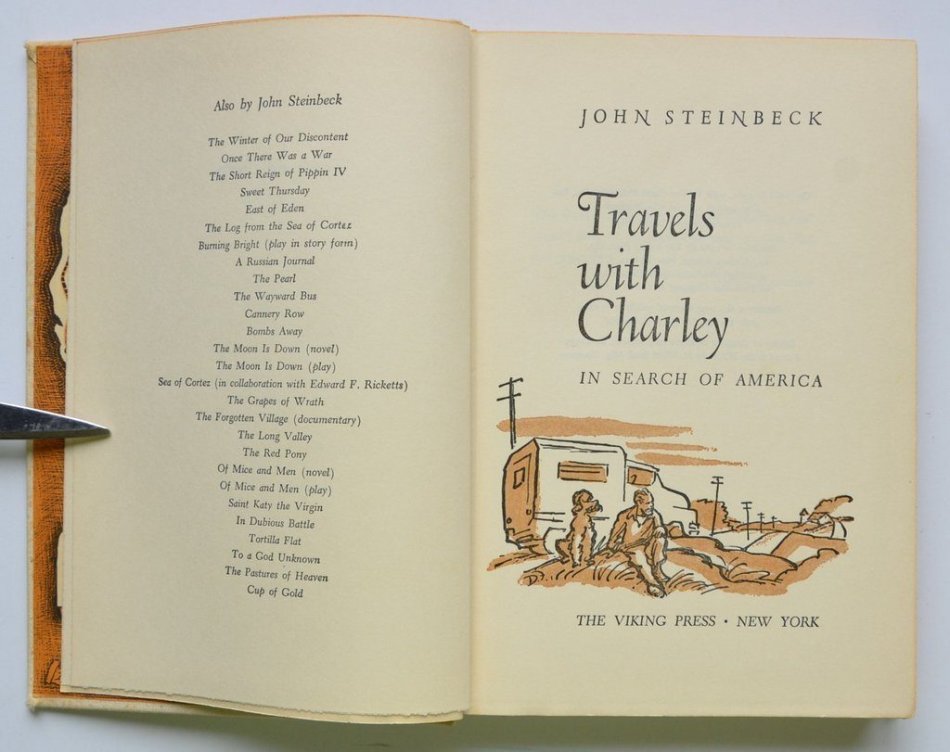 Also by John Steinbeck
The Winter of Our Discontent
Once There Was a War
The Short Reign of Pippin IV
Sweet Thursday
East of Eden
The Log from the Sea of Cortez
Burning Bright (play in story form)
A Russian Journal
The Pearl
The Wayward Bus
Cannery Row
Bombs Away
The Moon Is Down (novel)
The Moon Is Down (play)
Sea of Cortez (in collaboration with Edward F. Ricketts)
The Grapes of Wrath
The Forgotten Village (documentary)
The Long Valley
The Red Pony
Of Mice and Men (novel)
Of Mice and Men (play)
Saint Katy the Virgin
In Dubious Battle
Tortilla Flat
To a God Unknown
The Pastures of Heaven
Cup of Gold
JOHN STEINBECK
Travels
with
Charley
IN SEARCH OF AMERICA
THE VIKING PRESS • NEW YORK